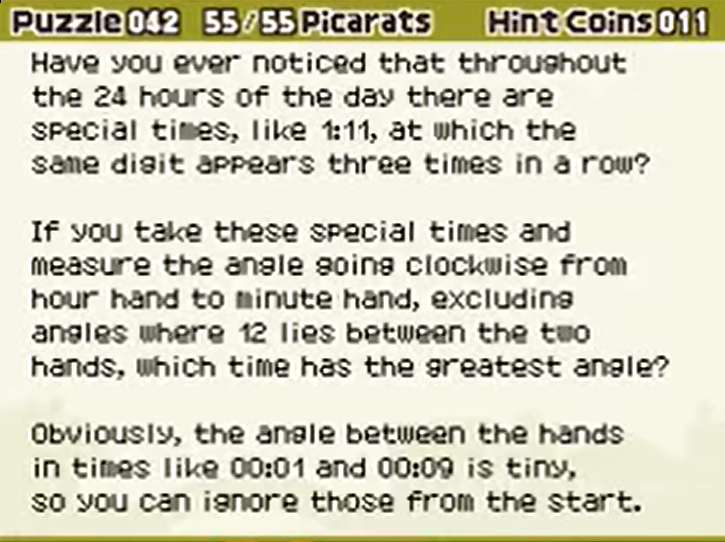 Puzzle 042 55/55 Picarats Hint Coins 011
Have you ever noticed that throughout
the 24 hours of the day there are
special times, like 1:11, at which the
same digit appears three times in a row?
If you take these special times and
measure the angle going clockwise from
hour hand to minute hand, excluding
angles where 12 lies between the two
hands, which time has the greatest angle?
Obviously, the angle between the hands
in times like 00:01 and 00:09 is tiny,
so you can ignore those from the start.